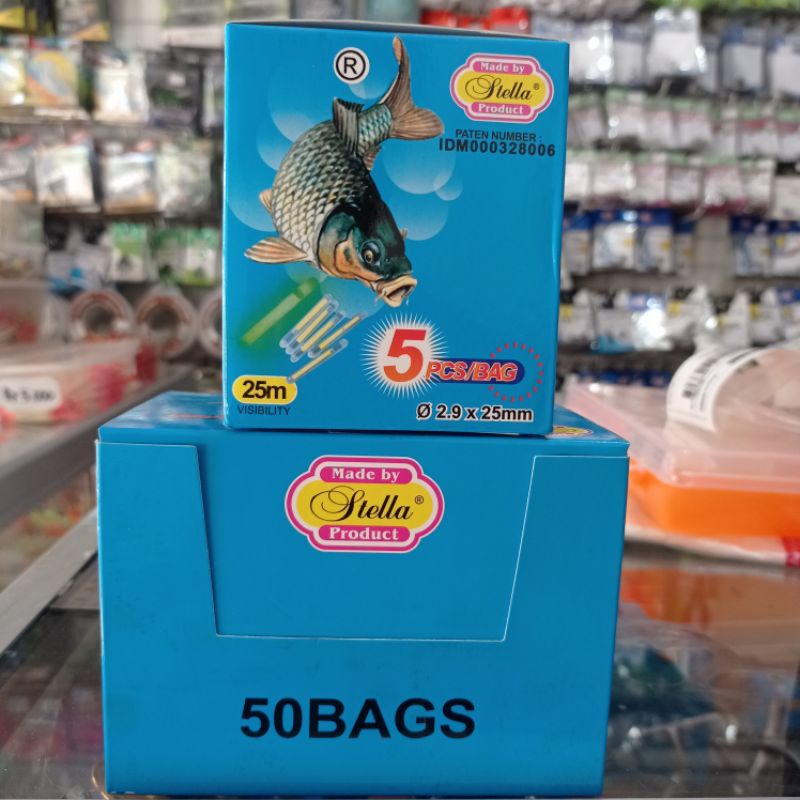 ®
Made by
Stella®
Product
PATEN NUMBER :
IDM000328006
5 PCS/BAG
25m
VISIBILITY
Ø 2.9 x 25mm
Made by
Stella®
Product
50BAGS